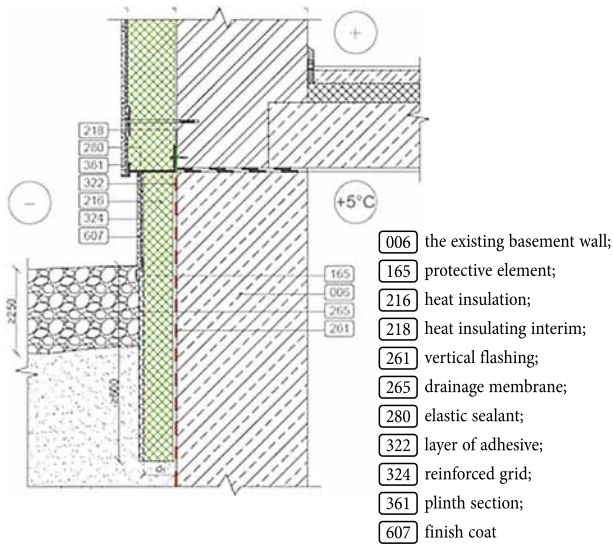 +
218
280
361
322
216
324
607
-
+5°C
165
006
265
261
≥250
≥600
d₁
006 the existing basement wall;
165 protective element;
216 heat insulation;
218 heat insulating interim;
261 vertical flashing;
265 drainage membrane;
280 elastic sealant;
322 layer of adhesive;
324 reinforced grid;
361 plinth section;
607 finish coat